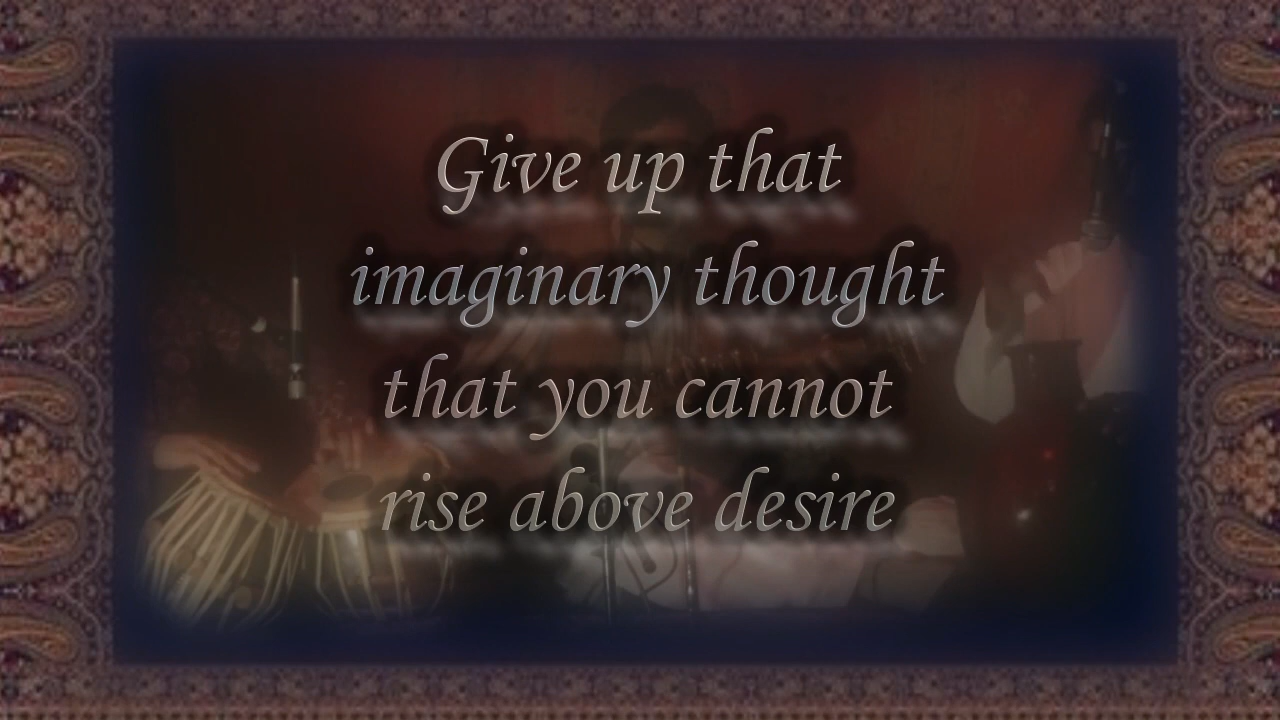 Give up that
imaginary thought
that you cannot
rise above desire